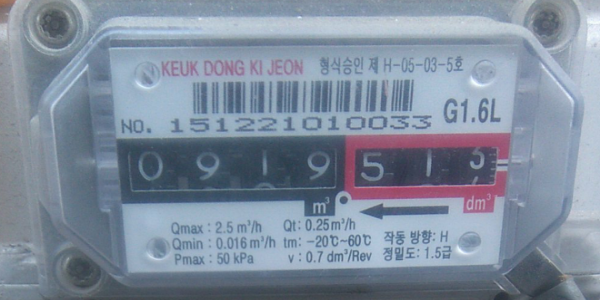 KEUK DONG KI JEON 형식승인 제 H-05-03-5호
G1.6L
NO. 151221010033
0919 513
m³ dm³
Qmax : 2.5 m³/h Qt: 0.25 m³/h
Qmin : 0.016 m³/h tm: -20℃~60℃ 작동 방향: H
Pmax : 50 kPa v : 0.7 dm³/Rev 정밀도: 1.5급